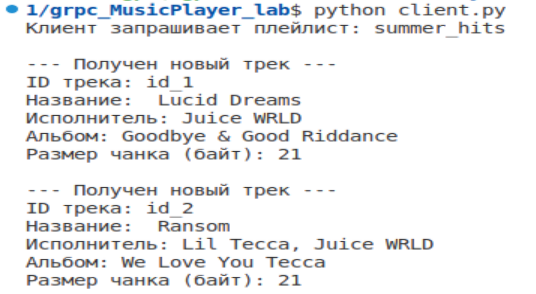 1/grpc_MusicPlayer_lab$ python client.py
Клиент запрашивает плейлист: summer_hits
--- Получен новый трек ---
ID трека: id_1
Название:  Lucid Dreams
Исполнитель: Juice WRLD
Альбом: Goodbye & Good Riddance
Размер чанка (байт): 21
--- Получен новый трек ---
ID трека: id_2
Название:  Ransom
Исполнитель: Lil Tecca, Juice WRLD
Альбом: We Love You Tecca
Размер чанка (байт): 21